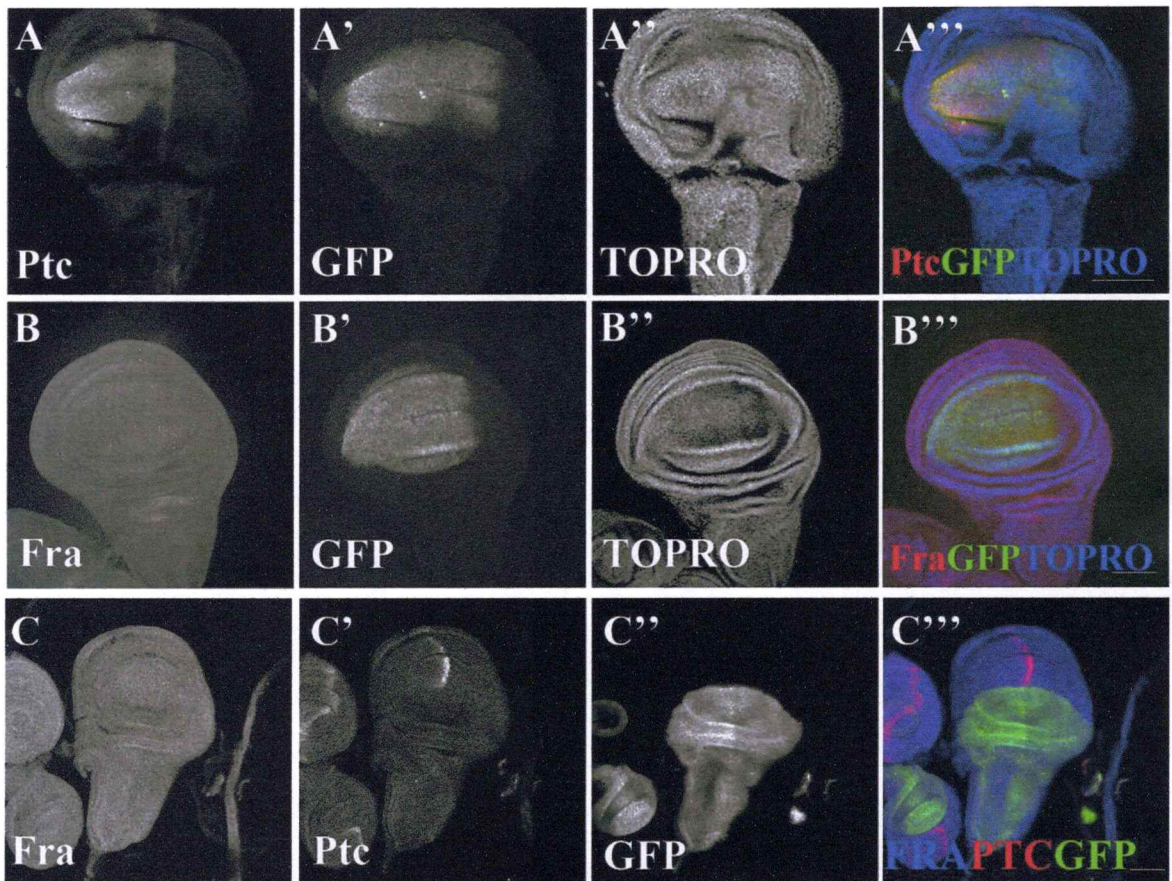 A A' A'' A'''
Ptc GFP TOPRO PtcGFPTOPRO
B B' B'' B'''
Fra GFP TOPRO FraGFPTOPRO
C C' C'' C'''
Fra Ptc GFP FRAPTCGFP